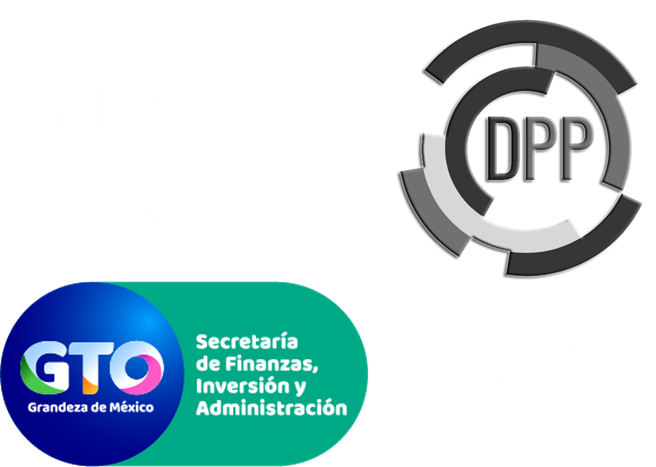 DPP
GTO
Grandeza de México
Secretaría
de Finanzas,
Inversión y
Administración